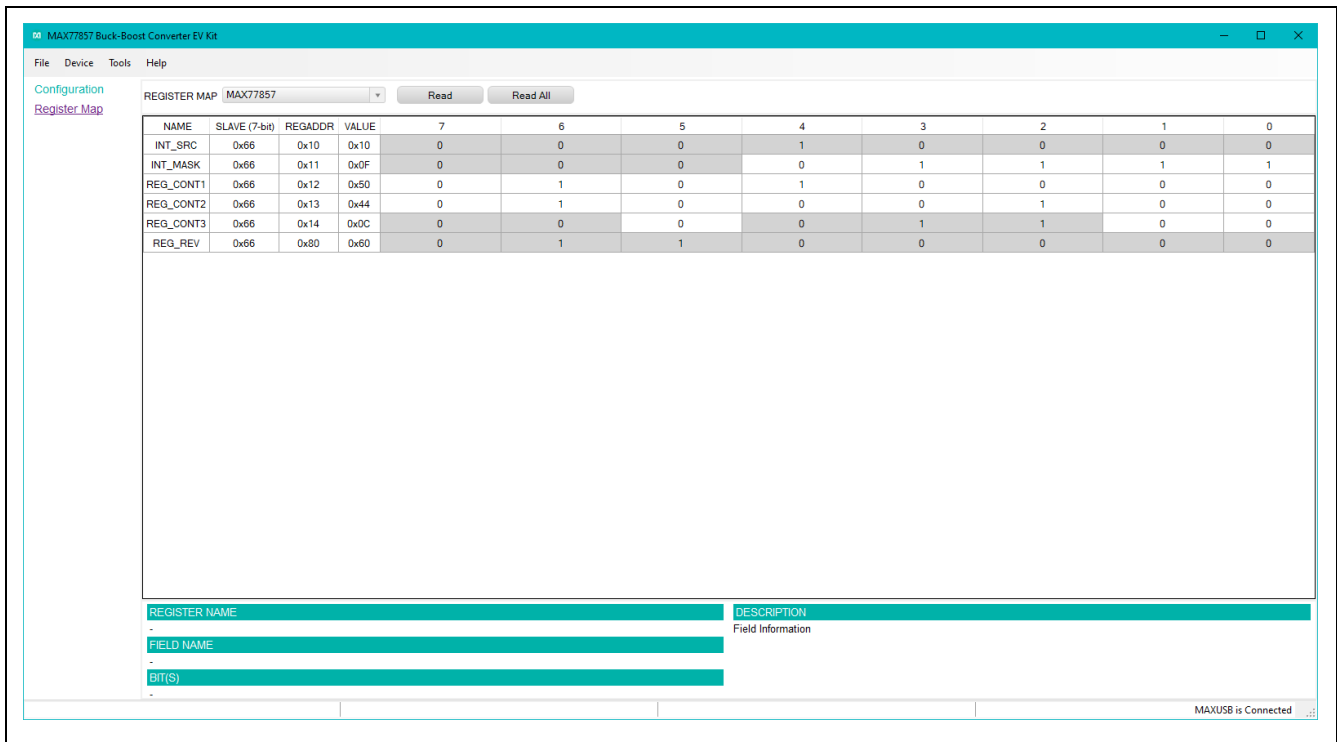 MAX77857 Buck-Boost Converter EV Kit
File Device Tools Help
Configuration
Register Map
REGISTER MAP MAX77857 Read Read All
NAME SLAVE (7-bit) REGADDR VALUE 7 6 5 4 3 2 1 0
INT_SRC 0x66 0x10 0x10 0 0 0 1 0 0 0 0
INT_MASK 0x66 0x11 0x0F 0 0 0 0 1 1 1 1
REG_CONT1 0x66 0x12 0x50 0 1 0 1 0 0 0 0
REG_CONT2 0x66 0x13 0x44 0 1 0 0 0 1 0 0
REG_CONT3 0x66 0x14 0x0C 0 0 0 0 1 1 0 0
REG_REV 0x66 0x80 0x60 0 1 1 0 0 0 0 0
REGISTER NAME
-
FIELD NAME
-
BIT(S)
-
DESCRIPTION
Field Information
MAXUSB is Connected